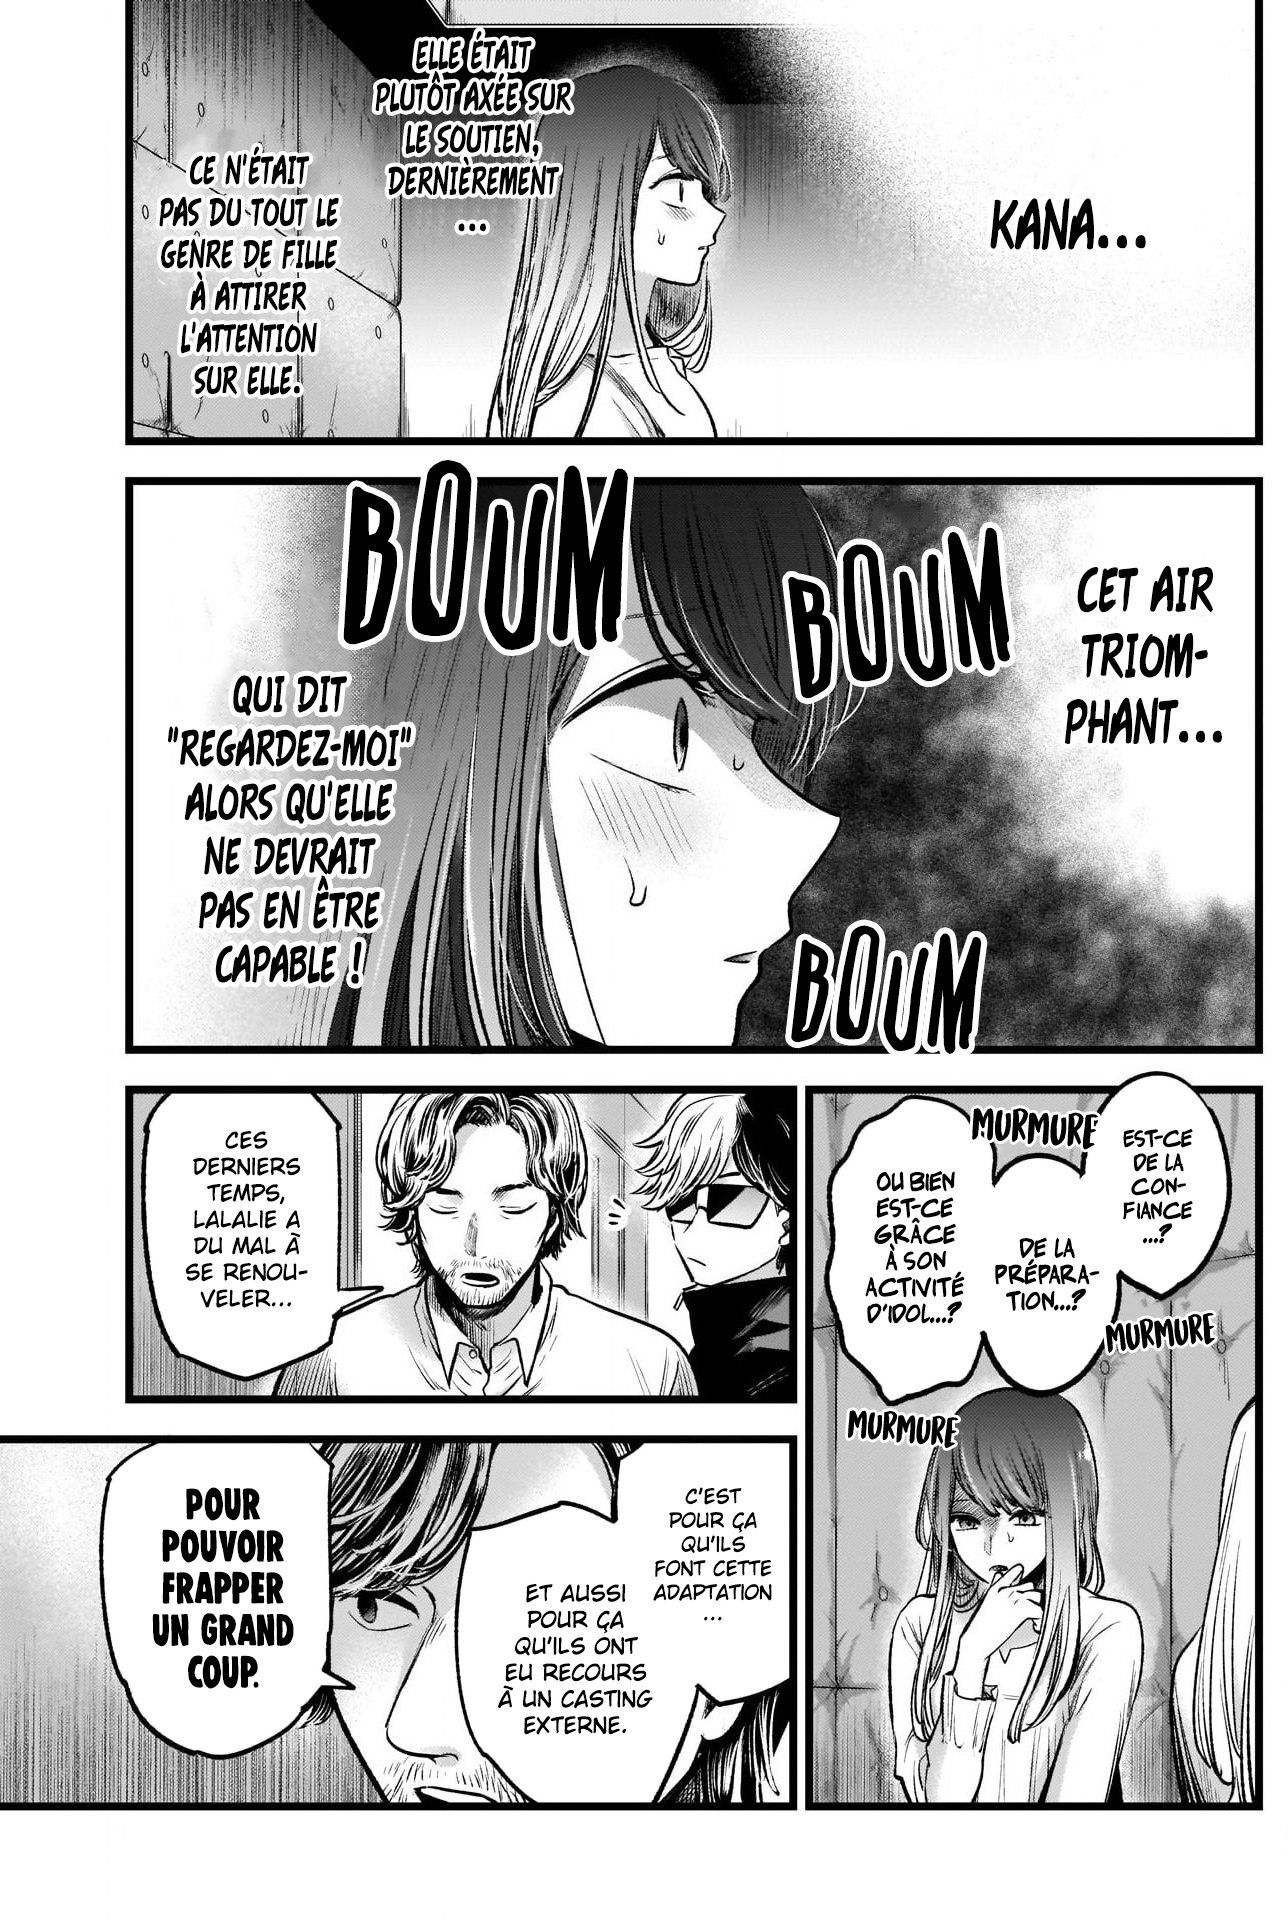 KANA...
ELLE ÉTAIT
PLUTÔT AXÉE SUR
LE SOUTIEN,
DERNIÈREMENT
...
CE N'ÉTAIT
PAS DU TOUT LE
GENRE DE FILLE
À ATTIRER
L'ATTENTION
SUR ELLE.
CET AIR
TRIOM-
PHANT...
BOUM
BOUM
BOUM
QUI DIT
"REGARDEZ-MOI"
ALORS QU'ELLE
NE DEVRAIT
PAS EN ÊTRE
CAPABLE !
EST-CE
DE LA
CON-
FIANCE
...?
MURMURE
DE LA
PRÉPARA-
TION...?
MURMURE
OU BIEN
EST-CE
GRÂCE
À SON
ACTIVITÉ
D'IDOL...?
MURMURE
CES
DERNIERS
TEMPS,
LALALIE A
DU MAL À
SE RENOU-
VELER...
C'EST
POUR ÇA
QU'ILS
FONT CETTE
ADAPTATION
...
ET AUSSI
POUR ÇA
QU'ILS ONT
EU RECOURS
À UN CASTING
EXTERNE.
POUR
POUVOIR
FRAPPER
UN GRAND
COUP.